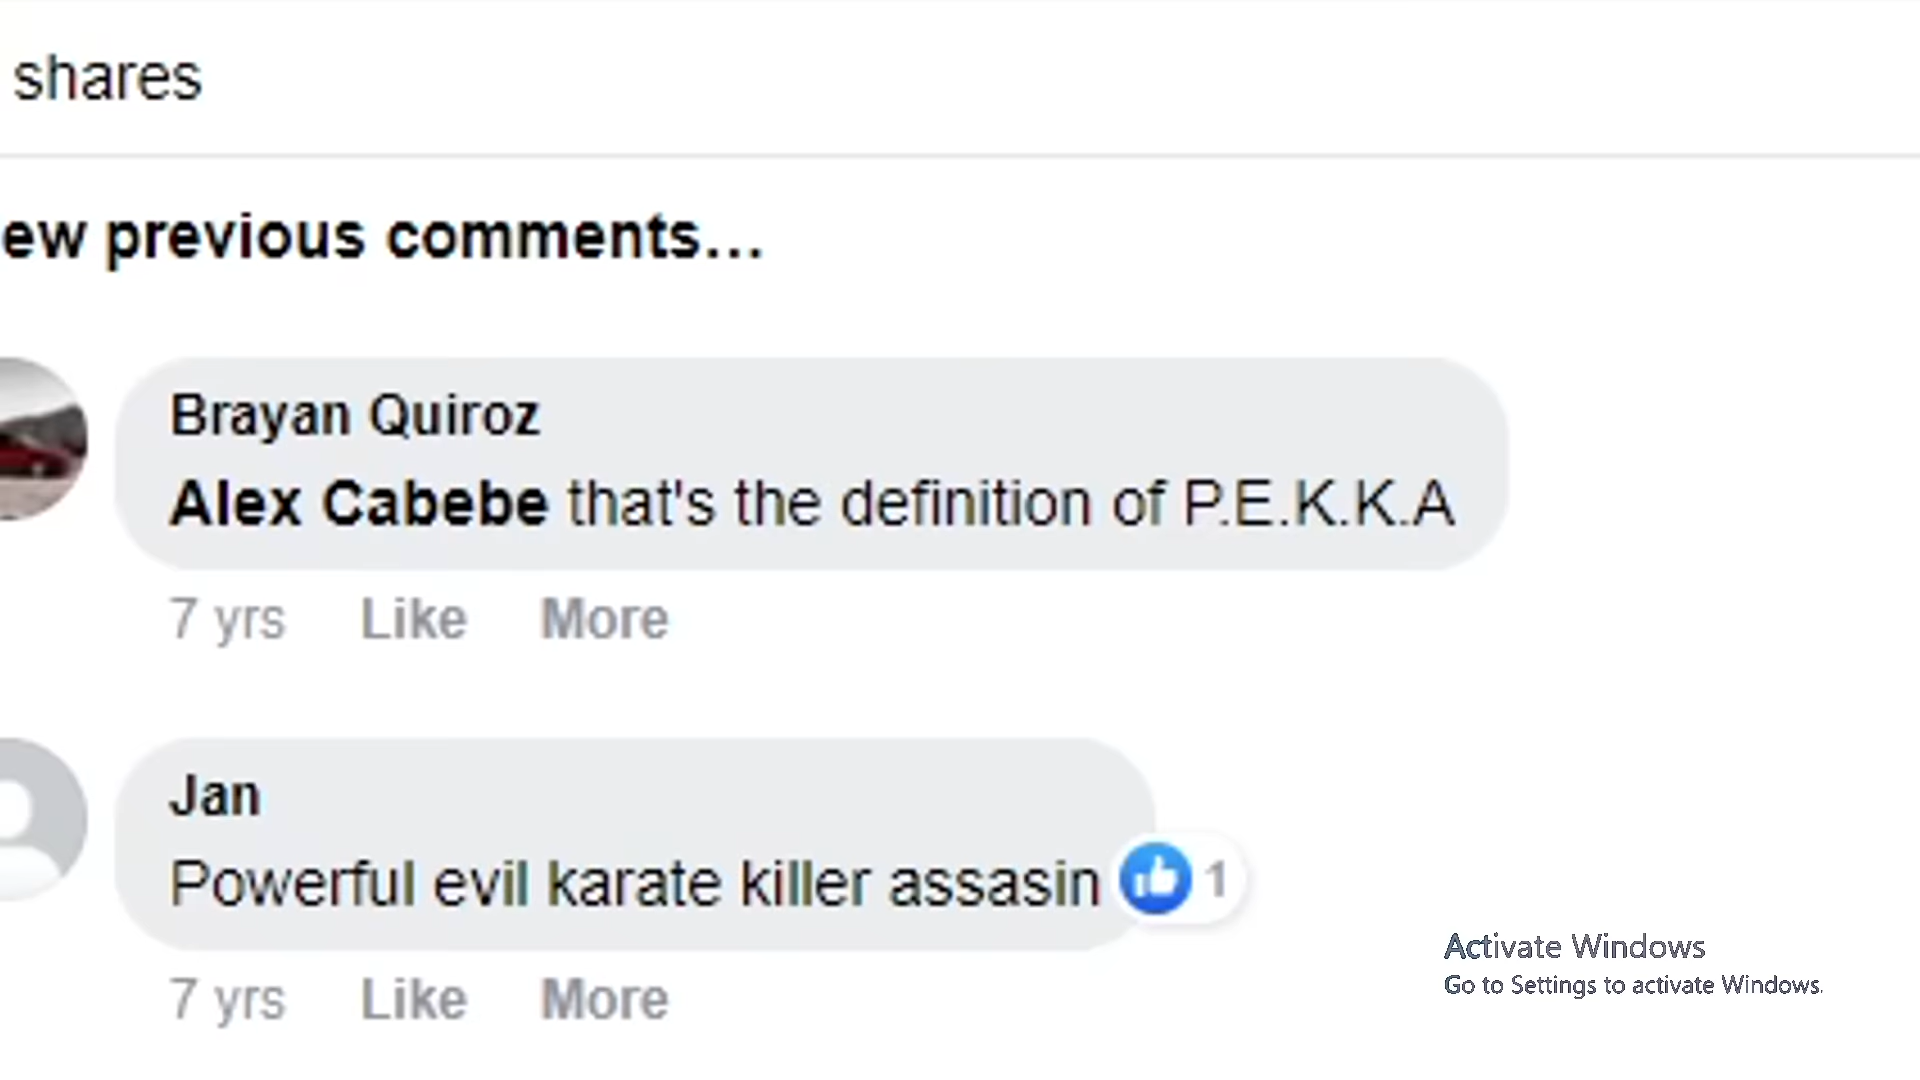 shares
ew previous comments...
Brayan Quiroz
Alex Cabebe that's the definition of P.E.K.K.A
7 yrs Like More
Jan
Powerful evil karate killer assasin 1
7 yrs Like More
Activate Windows
Go to Settings to activate Windows.